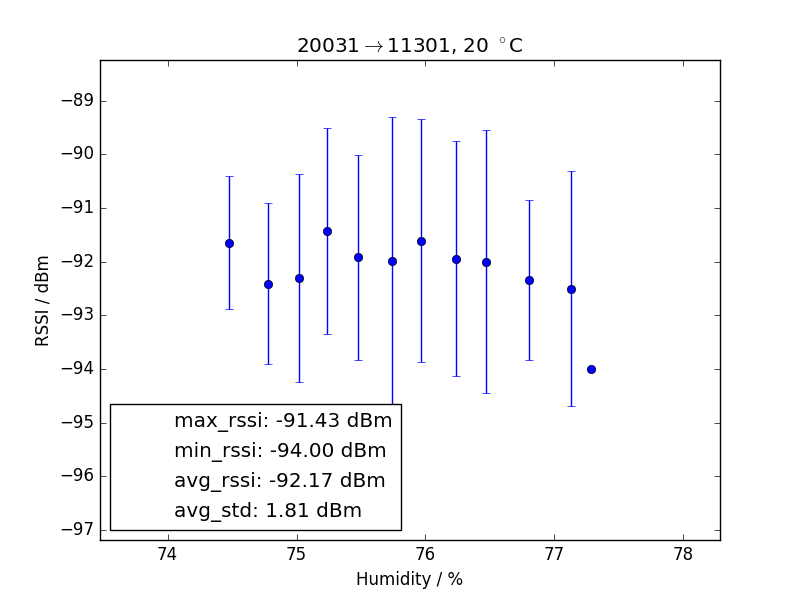 20031→11301, 20 °C
RSSI / dBm
−89
−90
−91
−92
−93
−94
−95
−96
−97
max_rssi: -91.43 dBm
min_rssi: -94.00 dBm
avg_rssi: -92.17 dBm
avg_std: 1.81 dBm
74 75 76 77 78
Humidity / %